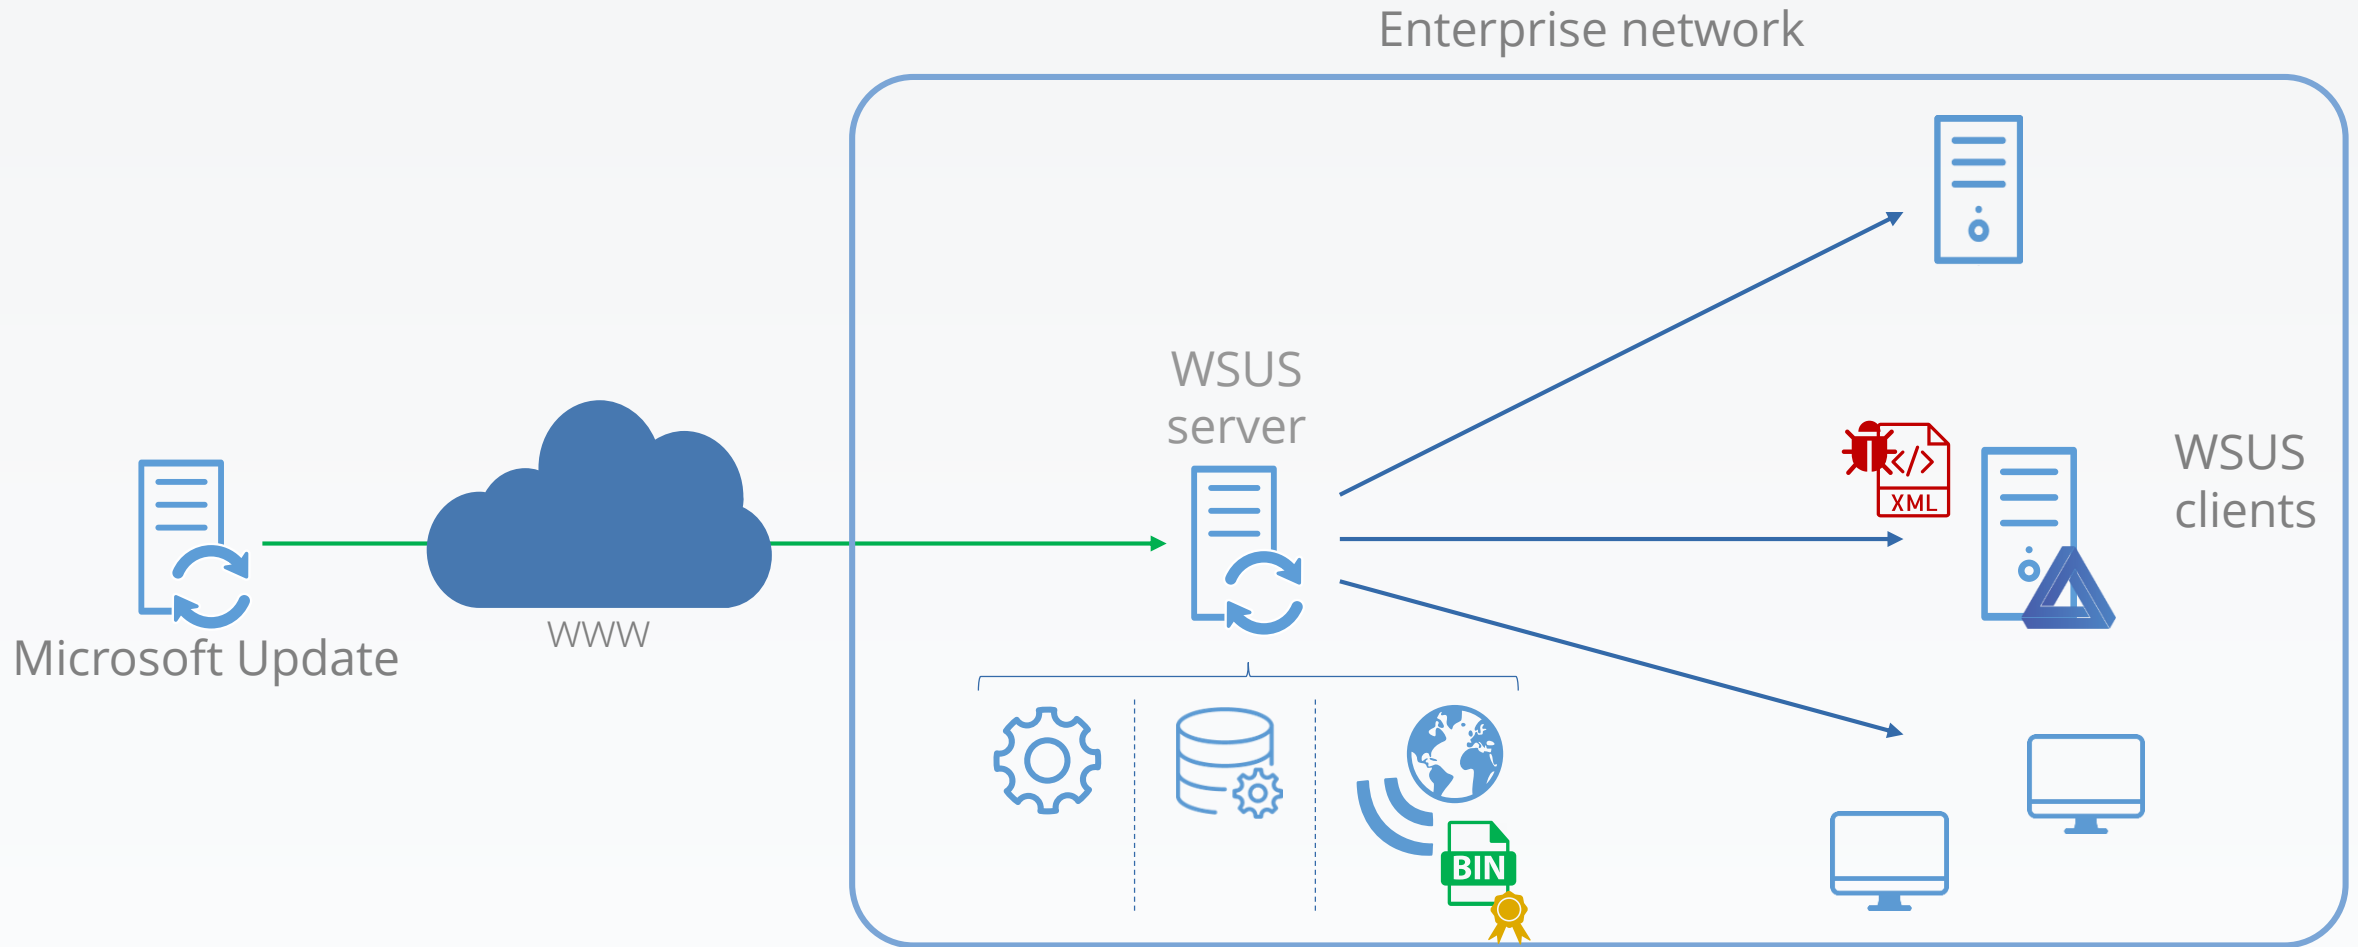 Enterprise network
WSUS
server
WSUS
clients
</>
XML
WWW
Microsoft Update
BIN